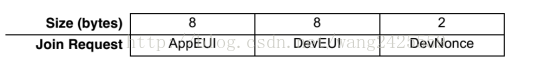 Size (bytes) 8 8 2
Join Request AppEUI DevEUI DevNonce